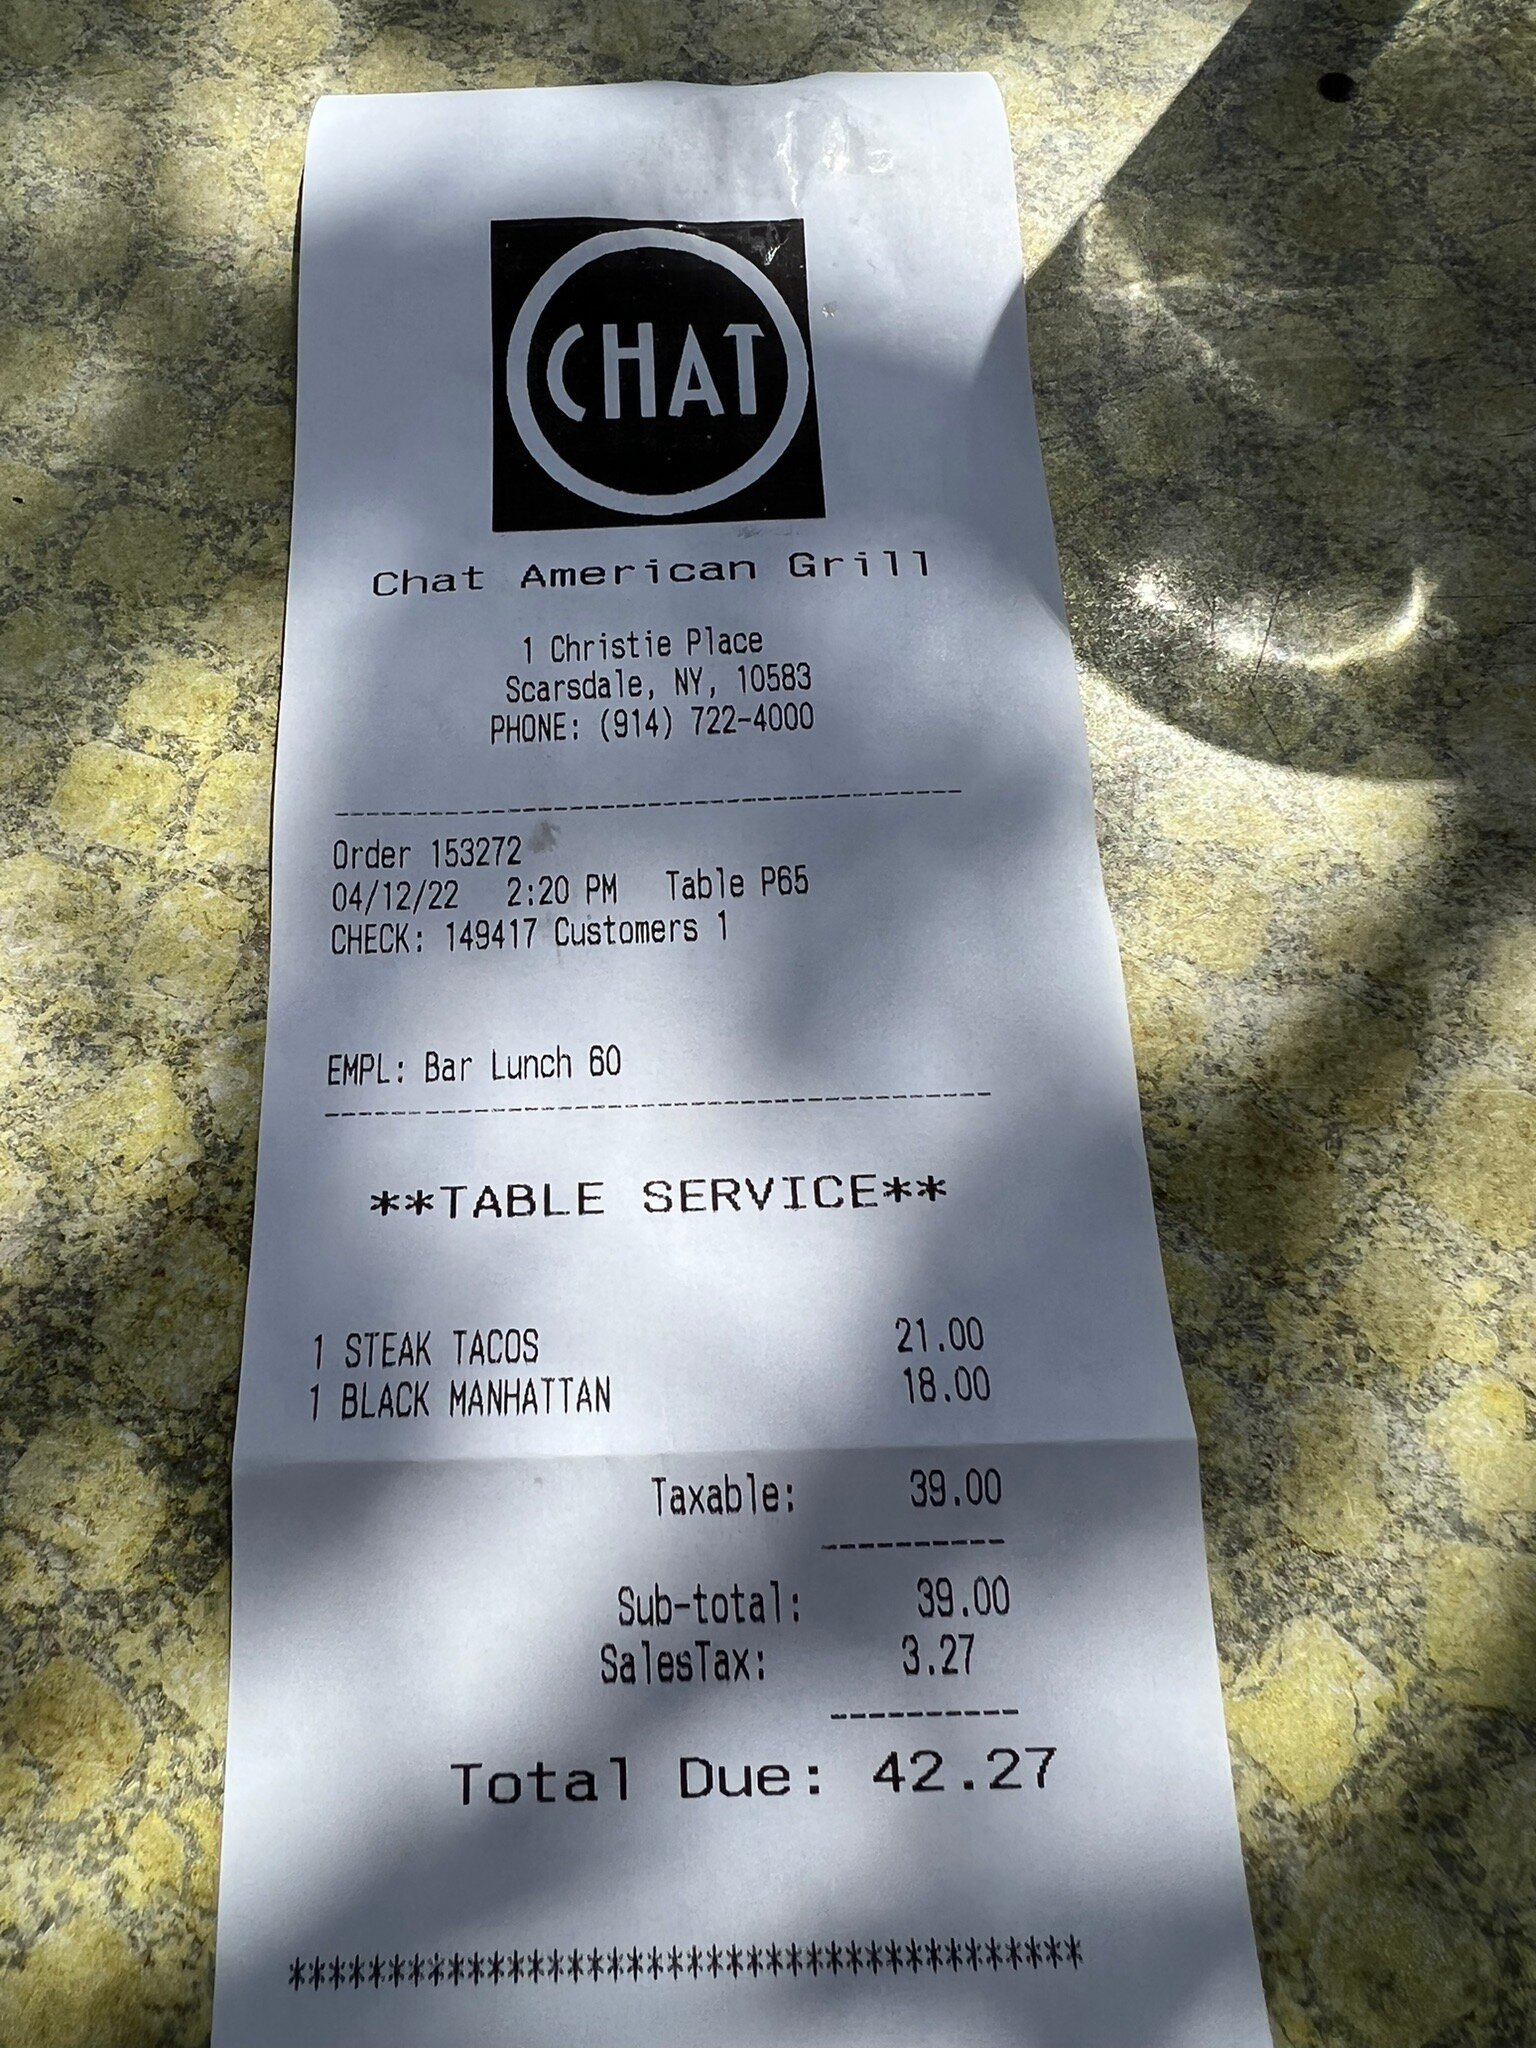 CHAT
Chat American Grill
1 Christie Place
Scarsdale, NY, 10583
PHONE: (914) 722-4000
----------------------------------------
Order 153272
04/12/22 2:20 PM Table P65
CHECK: 149417 Customers 1
EMPL: Bar Lunch 60
----------------------------------------
**TABLE SERVICE**
1 STEAK TACOS 21.00
1 BLACK MANHATTAN 18.00
Taxable: 39.00
----------
Sub-total: 39.00
SalesTax: 3.27
----------
Total Due: 42.27
****************************************